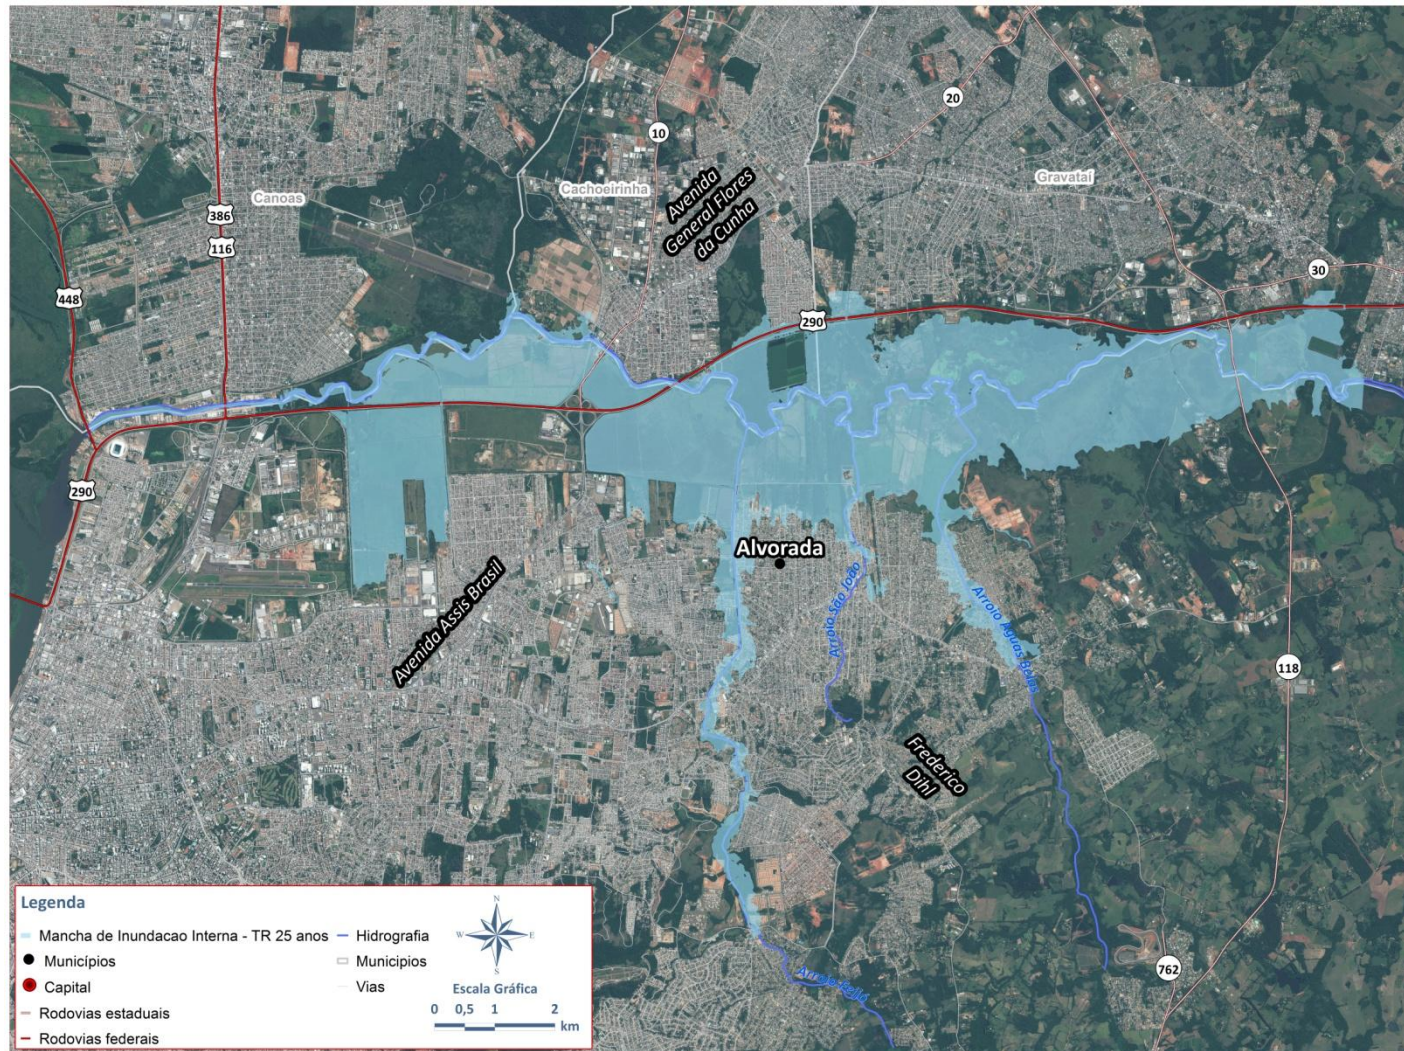 20
10
Avenida
General Flores
da Cunha
Cachoeirinha
Gravataí
Canoas
386
116
448
30
290
290
Alvorada
Avenida Assis Brasil
Arroio São João
Arroio Águas Belas
118
Frederico
Dihl
762
Arroio Feijó
Legenda
Mancha de Inundacao Interna - TR 25 anos
Municípios
Capital
Rodovias estaduais
Rodovias federais
Hidrografia
Municipios
Vias
N
W
E
S
Escala Gráfica
0 0,5 1 2
km